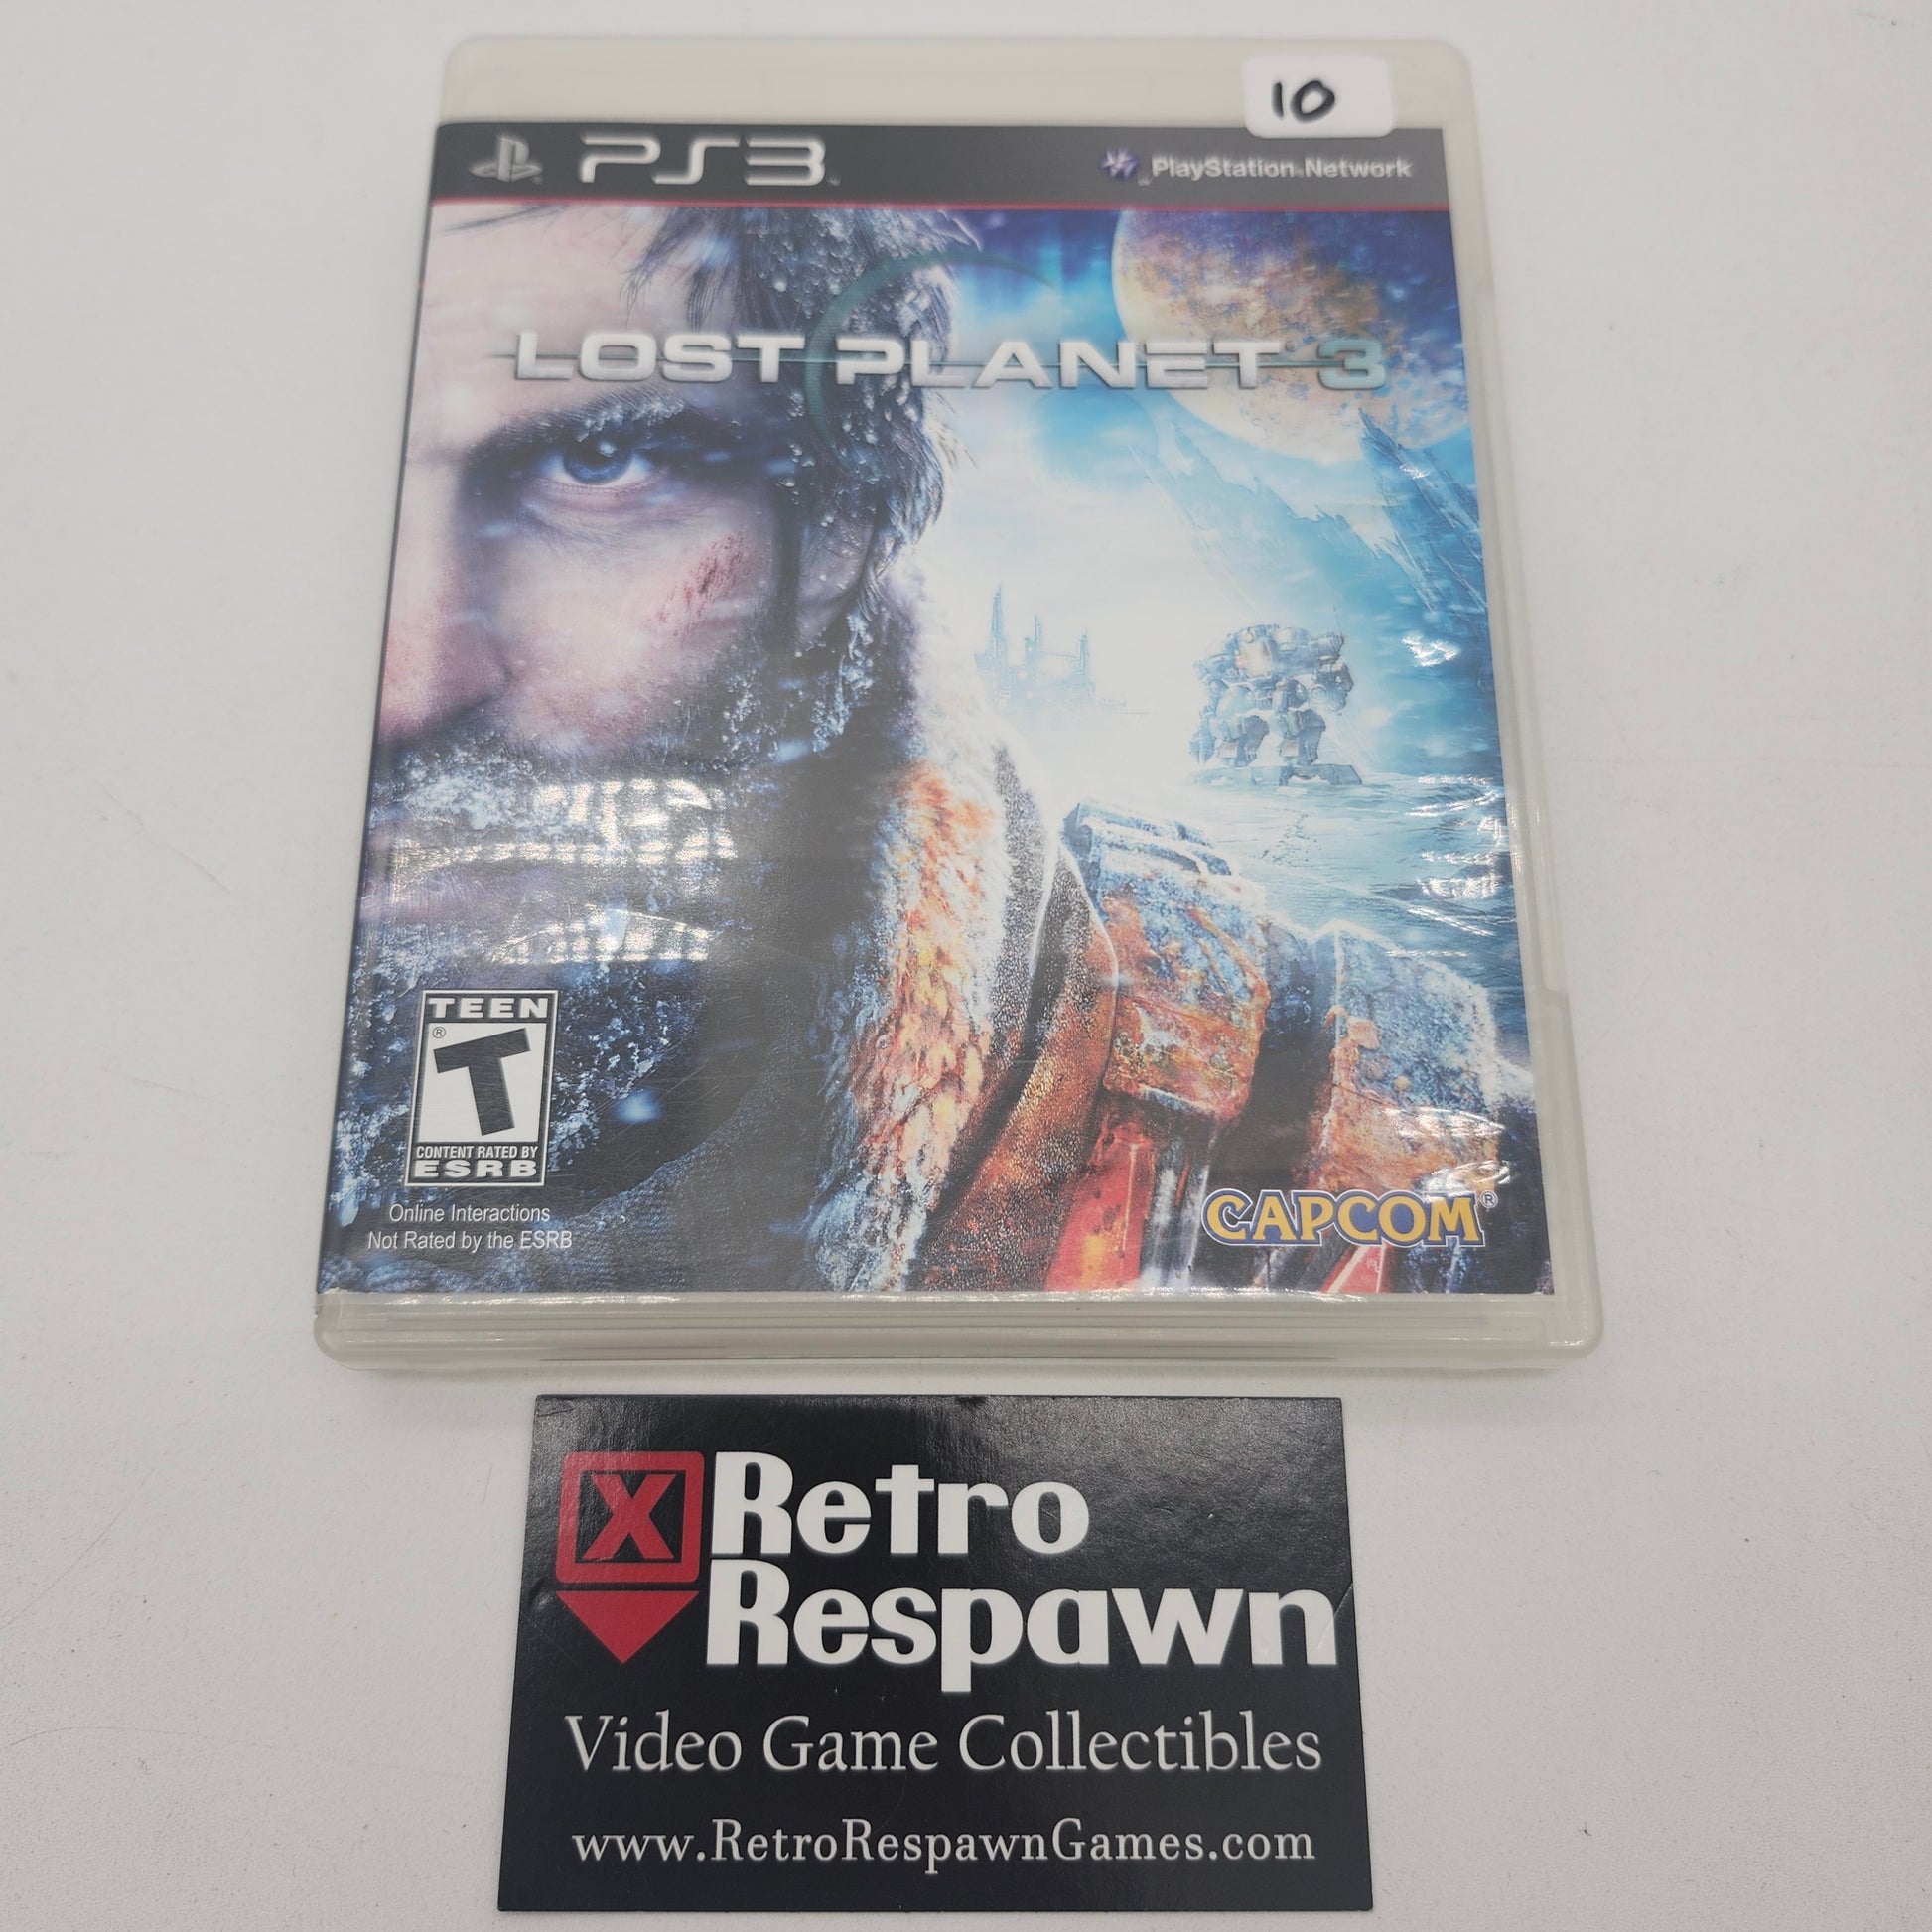 10
PS3
PlayStation Network
LOST PLANET 3
TEEN
T
CONTENT RATED BY
ESRB
Online Interactions
Not Rated by the ESRB
CAPCOM®
X Retro
Respawn
Video Game Collectibles
www.RetroRespawnGames.com